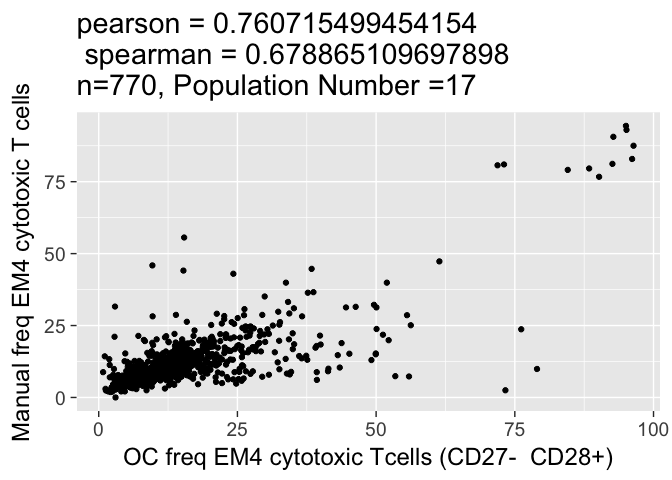 pearson = 0.760715499454154
spearman = 0.678865109697898
n=770, Population Number =17
Manual freq EM4 cytotoxic T cells
75
50
25
0
0 25 50 75 100
OC freq EM4 cytotoxic Tcells (CD27-  CD28+)